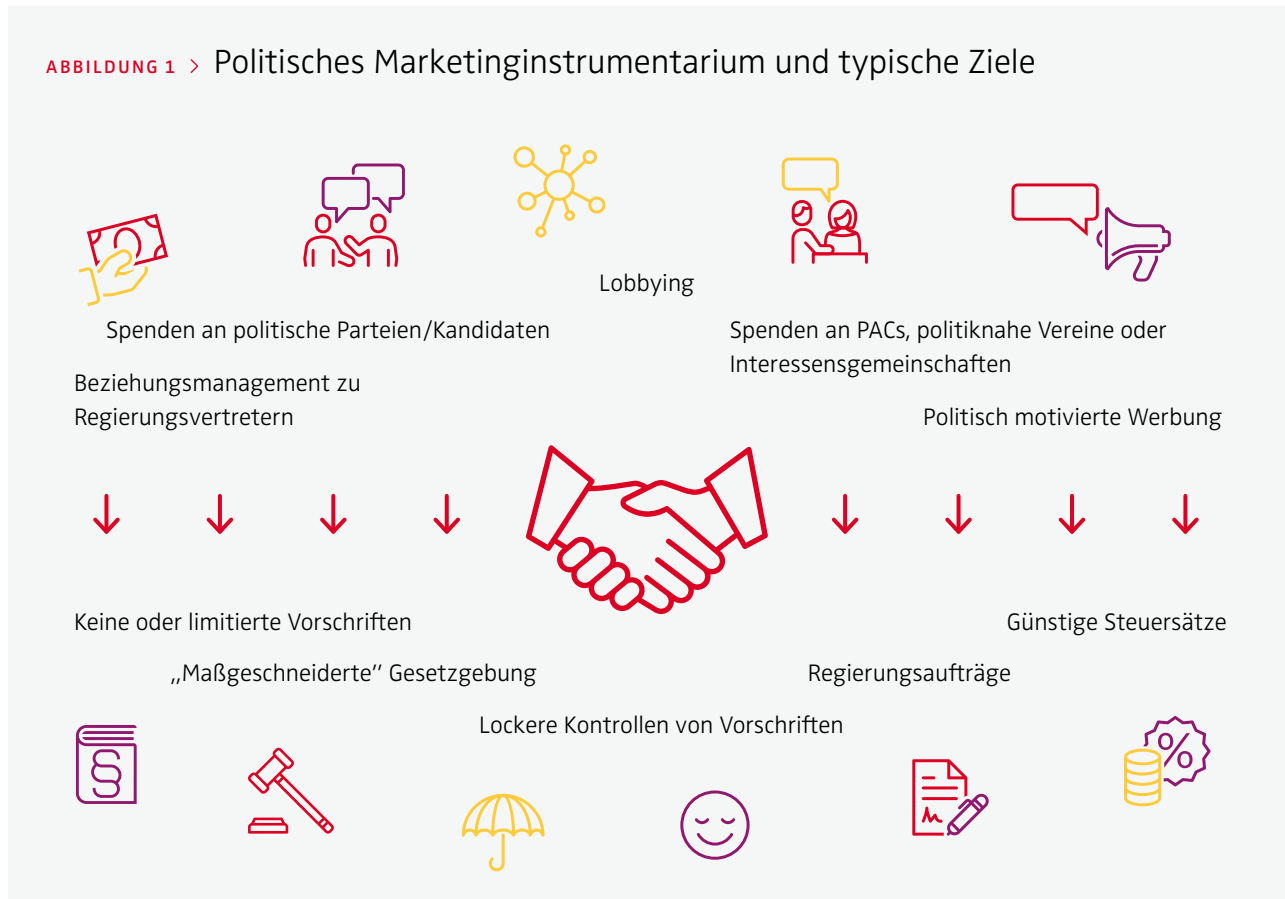 ABBILDUNG 1 > Politisches Marketinginstrumentarium und typische Ziele
Lobbying
Spenden an politische Parteien/Kandidaten
Spenden an PACs, politiknahe Vereine oder
Interessensgemeinschaften
Beziehungsmanagement zu
Regierungsvertretern
Politisch motivierte Werbung
Keine oder limitierte Vorschriften
Günstige Steuersätze
„Maßgeschneiderte” Gesetzgebung
Regierungsaufträge
Lockere Kontrollen von Vorschriften
§
%